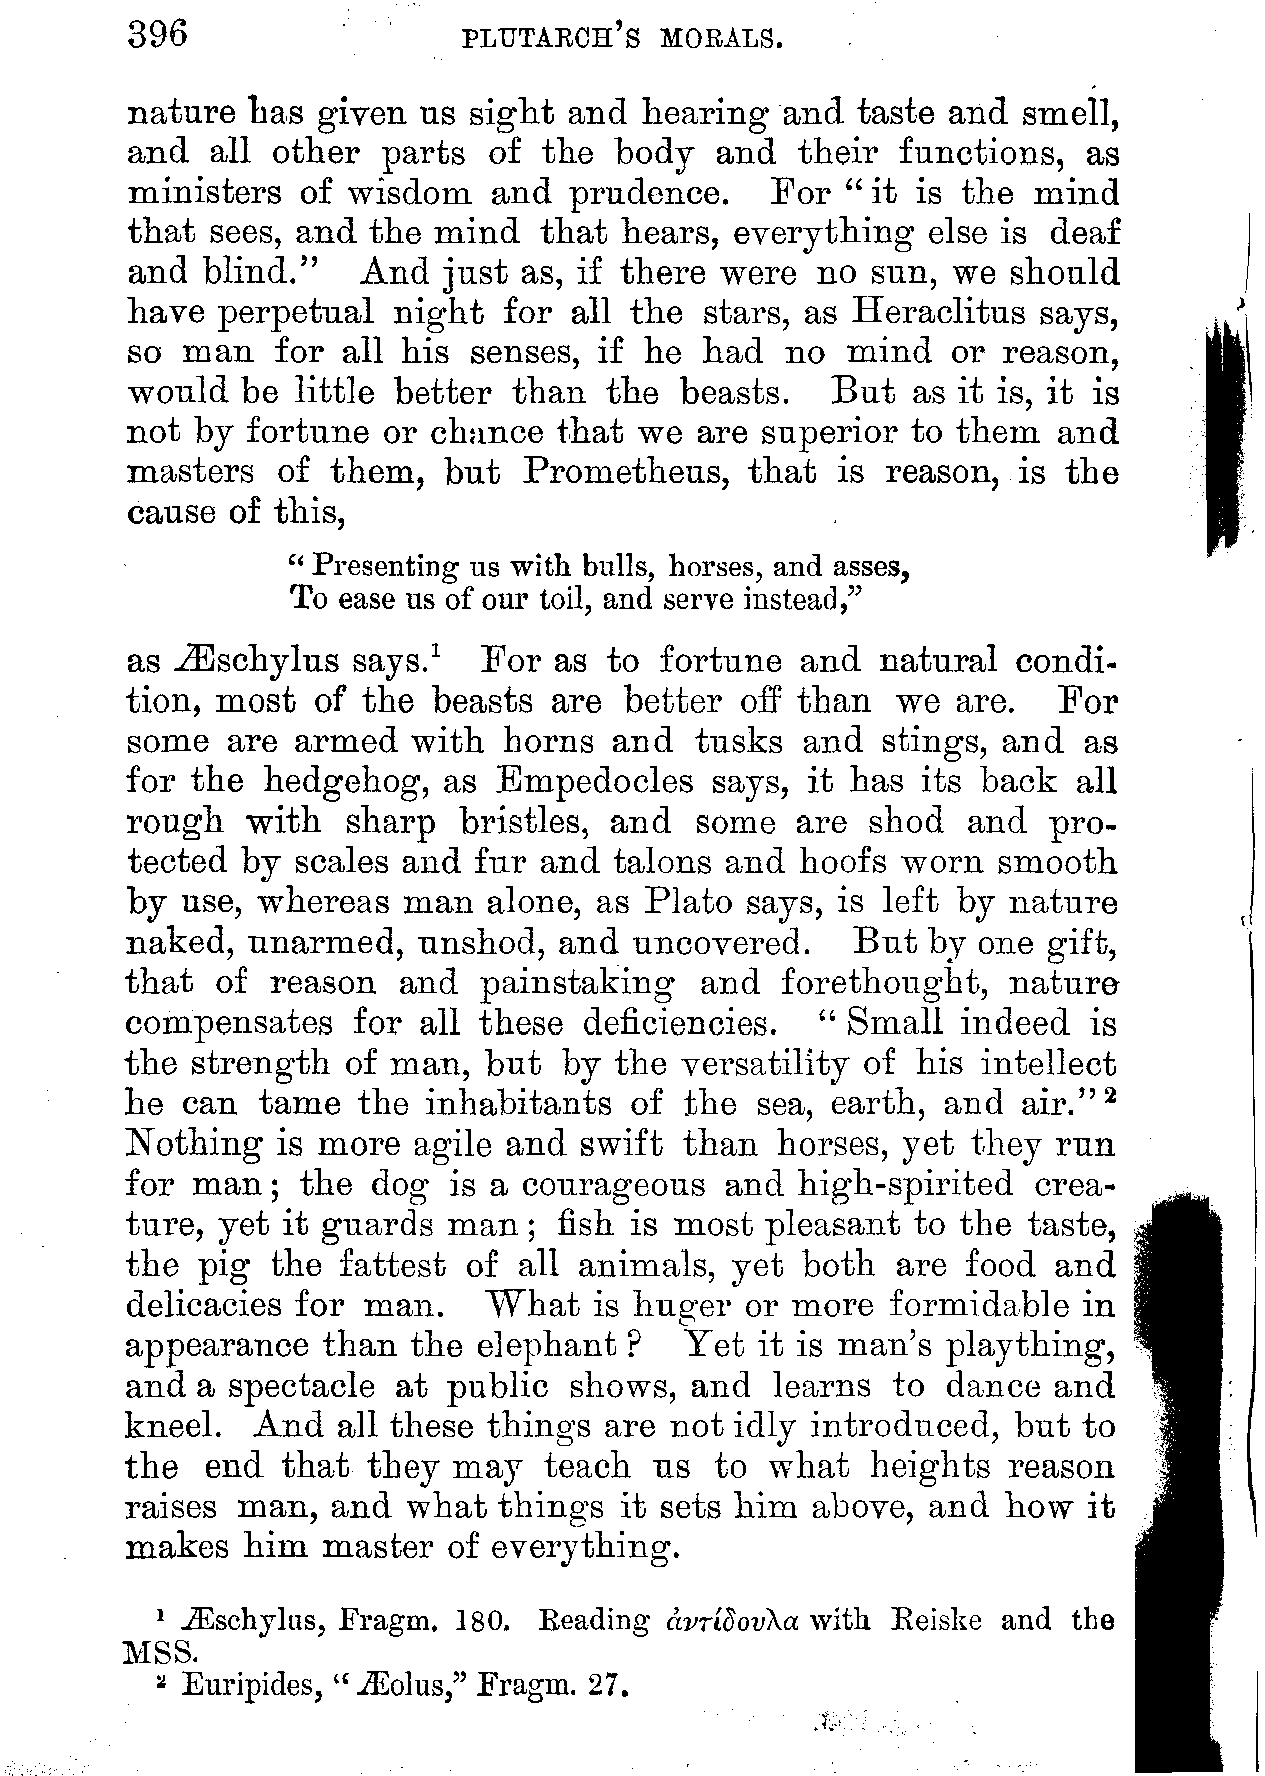 396 PLUTARCH'S MORALS.
nature has given us sight and hearing and taste and smell,
and all other parts of the body and their functions, as
ministers of wisdom and prudence. For “it is the mind
that sees, and the mind that hears, everything else is deaf
and blind.” And just as, if there were no sun, we should
have perpetual night for all the stars, as Heraclitus says,
so man for all his senses, if he had no mind or reason,
would be little better than the beasts. But as it is, it is
not by fortune or chance that we are superior to them and
masters of them, but Prometheus, that is reason, is the
cause of this,
“Presenting us with bulls, horses, and asses,
To ease us of our toil, and serve instead,”
as Æschylus says.¹ For as to fortune and natural condi-
tion, most of the beasts are better off than we are. For
some are armed with horns and tusks and stings, and as
for the hedgehog, as Empedocles says, it has its back all
rough with sharp bristles, and some are shod and pro-
tected by scales and fur and talons and hoofs worn smooth
by use, whereas man alone, as Plato says, is left by nature
naked, unarmed, unshod, and uncovered. But by one gift,
that of reason and painstaking and forethought, nature
compensates for all these deficiencies. “Small indeed is
the strength of man, but by the versatility of his intellect
he can tame the inhabitants of the sea, earth, and air.”²
Nothing is more agile and swift than horses, yet they run
for man; the dog is a courageous and high-spirited crea-
ture, yet it guards man; fish is most pleasant to the taste,
the pig the fattest of all animals, yet both are food and
delicacies for man. What is huger or more formidable in
appearance than the elephant? Yet it is man's plaything,
and a spectacle at public shows, and learns to dance and
kneel. And all these things are not idly introduced, but to
the end that they may teach us to what heights reason
raises man, and what things it sets him above, and how it
makes him master of everything.
¹ Æschylus, Fragm. 180. Reading ἀντίδουλα with Reiske and the
MSS.
² Euripides, “Æolus,” Fragm. 27.